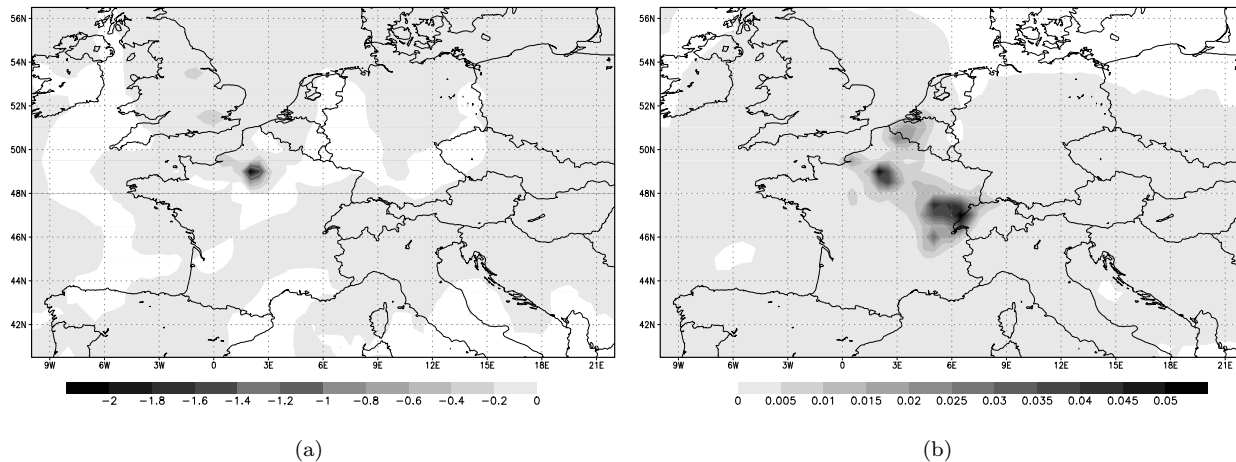 56N 56N
54N 54N
52N 52N
50N 50N
48N 48N
46N 46N
44N 44N
42N 42N
9W 6W 3W 0 3E 6E 9E 12E 15E 18E 21E 9W 6W 3W 0 3E 6E 9E 12E 15E 18E 21E
−2 −1.8 −1.6 −1.4 −1.2 −1 −0.8 −0.6 −0.4 −0.2 0 0 0.005 0.01 0.015 0.02 0.025 0.03 0.035 0.04 0.045 0.05
(a) (b)